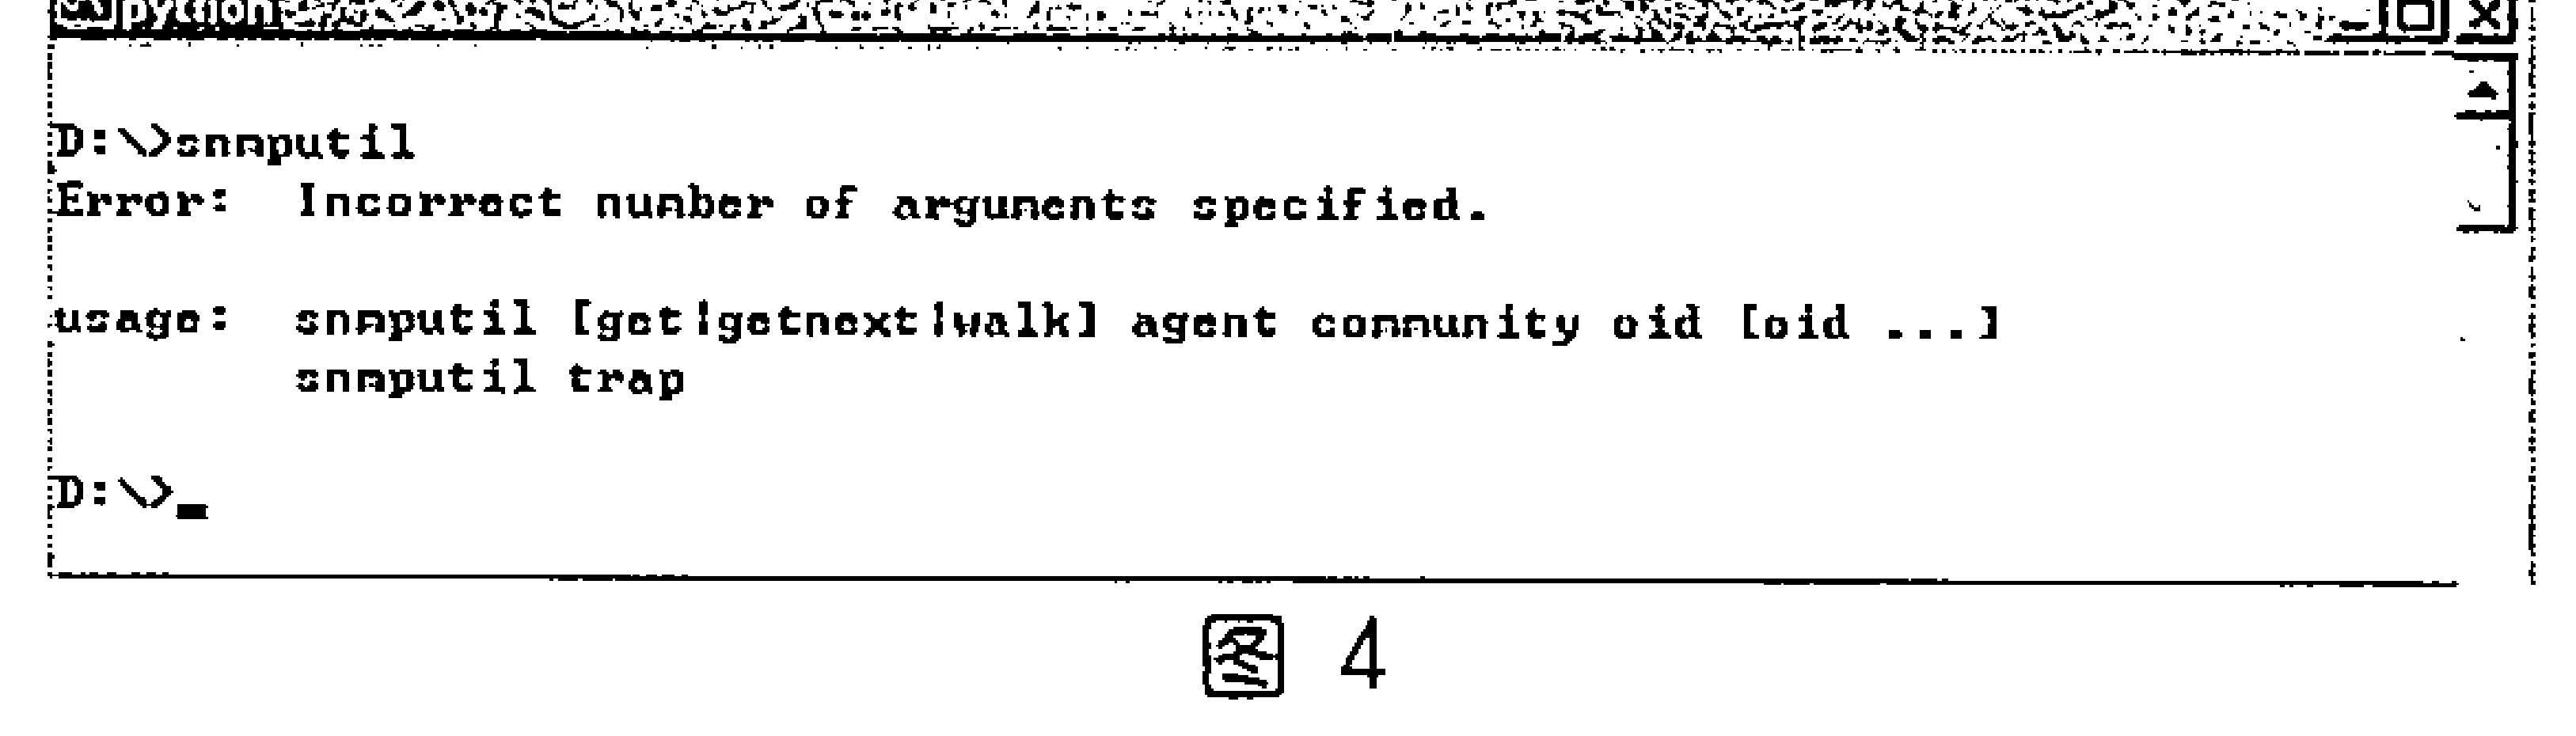 python
D:\>snmputil
Error:  Incorrect number of arguments specified.
usage:  snmputil [get|getnext|walk] agent community oid [oid ...]
snmputil trap
D:\>_
图 4